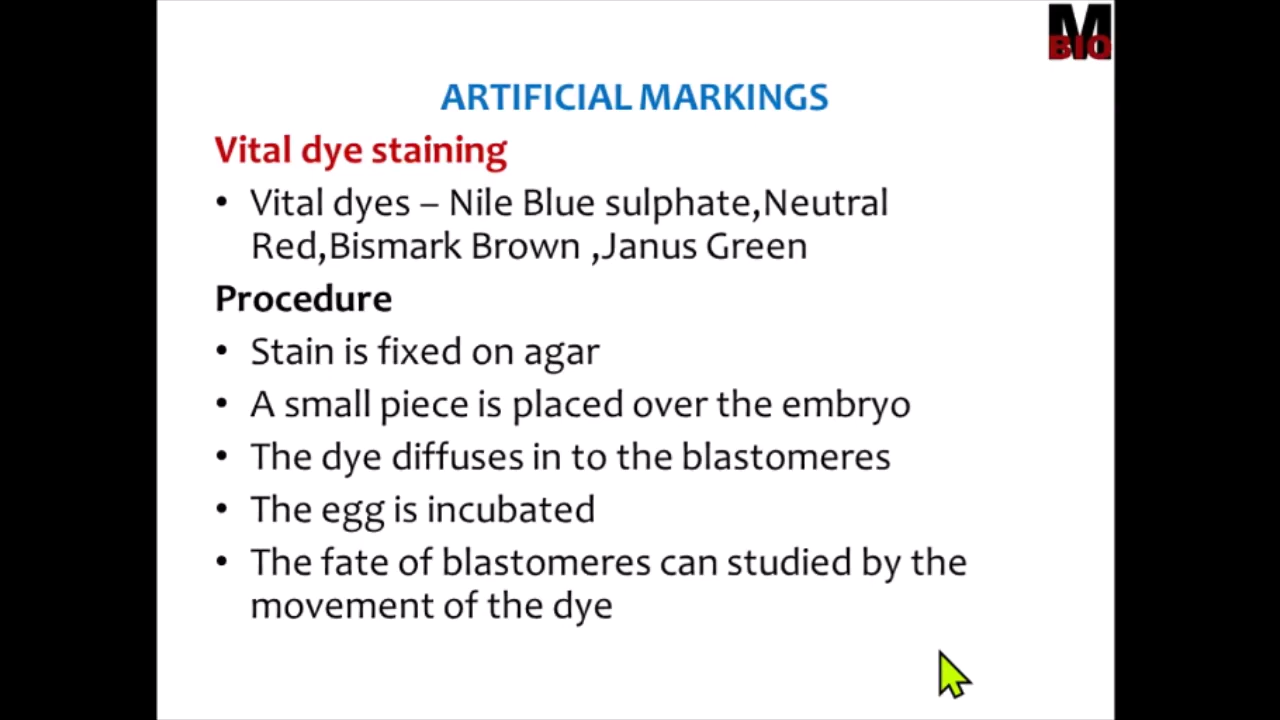 M
BIO
ARTIFICIAL MARKINGS
Vital dye staining
• Vital dyes – Nile Blue sulphate,Neutral
Red,Bismark Brown ,Janus Green
Procedure
• Stain is fixed on agar
• A small piece is placed over the embryo
• The dye diffuses in to the blastomeres
• The egg is incubated
• The fate of blastomeres can studied by the
movement of the dye